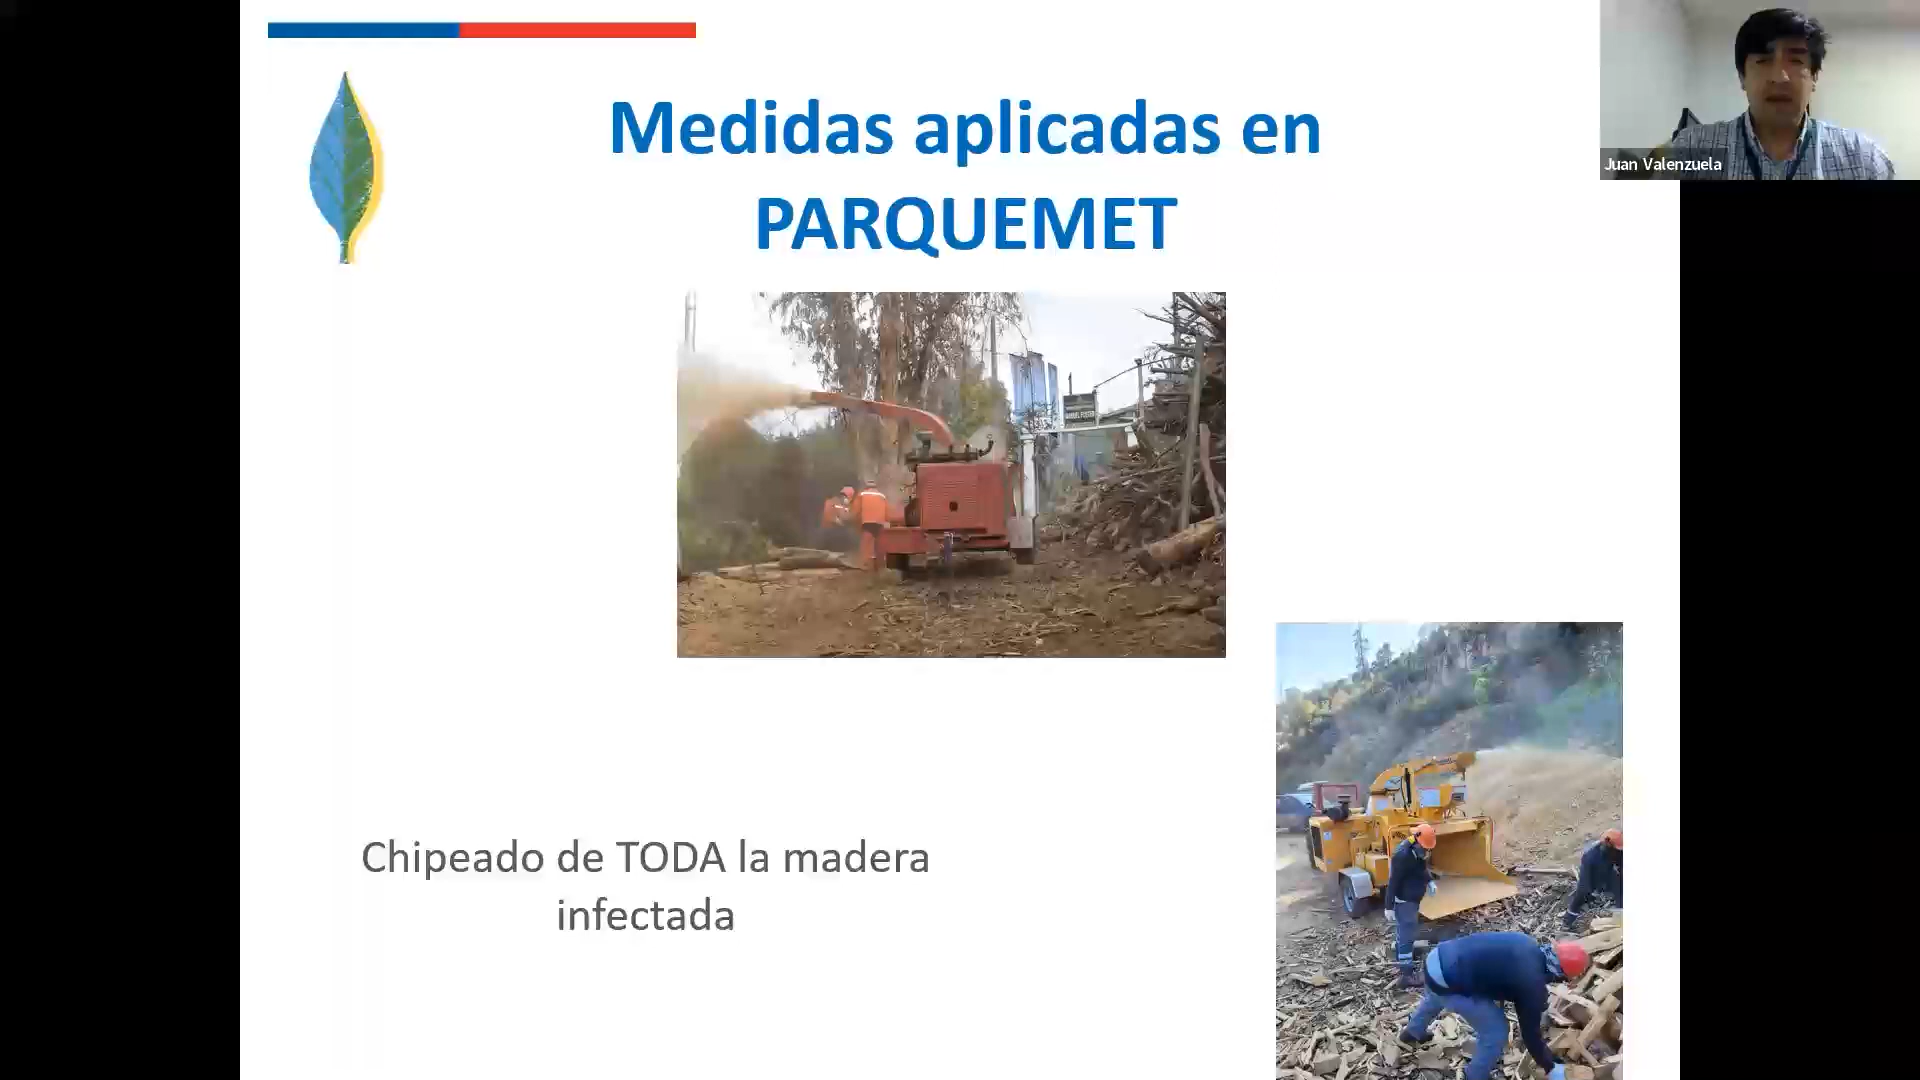 Medidas aplicadas en
PARQUEMET
Juan Valenzuela
Chipeado de TODA la madera
infectada